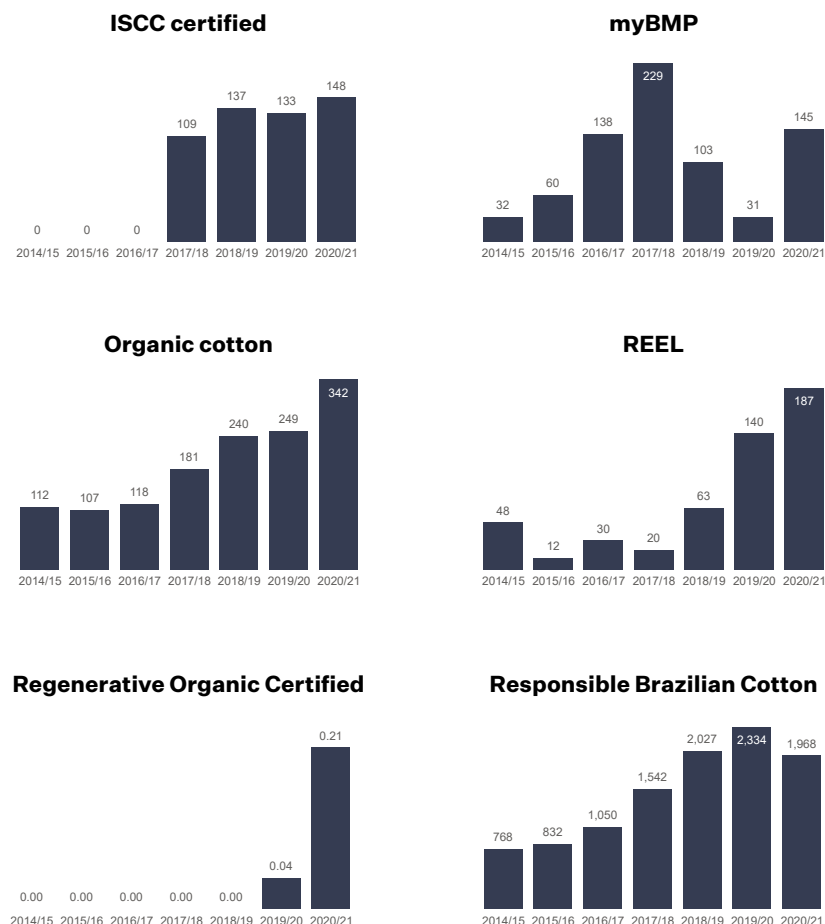 ISCC certified
148
137
133
109
0 0 0
2014/15 2015/16 2016/17 2017/18 2018/19 2019/20 2020/21
myBMP
229
138
145
103
60
32
31
2014/15 2015/16 2016/17 2017/18 2018/19 2019/20 2020/21
Organic cotton
342
240
249
181
112
107
118
2014/15 2015/16 2016/17 2017/18 2018/19 2019/20 2020/21
REEL
187
140
63
48
30
12
20
2014/15 2015/16 2016/17 2017/18 2018/19 2019/20 2020/21
Regenerative Organic Certified
0.21
0.04
0.00 0.00 0.00 0.00 0.00
2014/15 2015/16 2016/17 2017/18 2018/19 2019/20 2020/21
Responsible Brazilian Cotton
2,027
2,334
1,968
1,542
1,050
768
832
2014/15 2015/16 2016/17 2017/18 2018/19 2019/20 2020/21